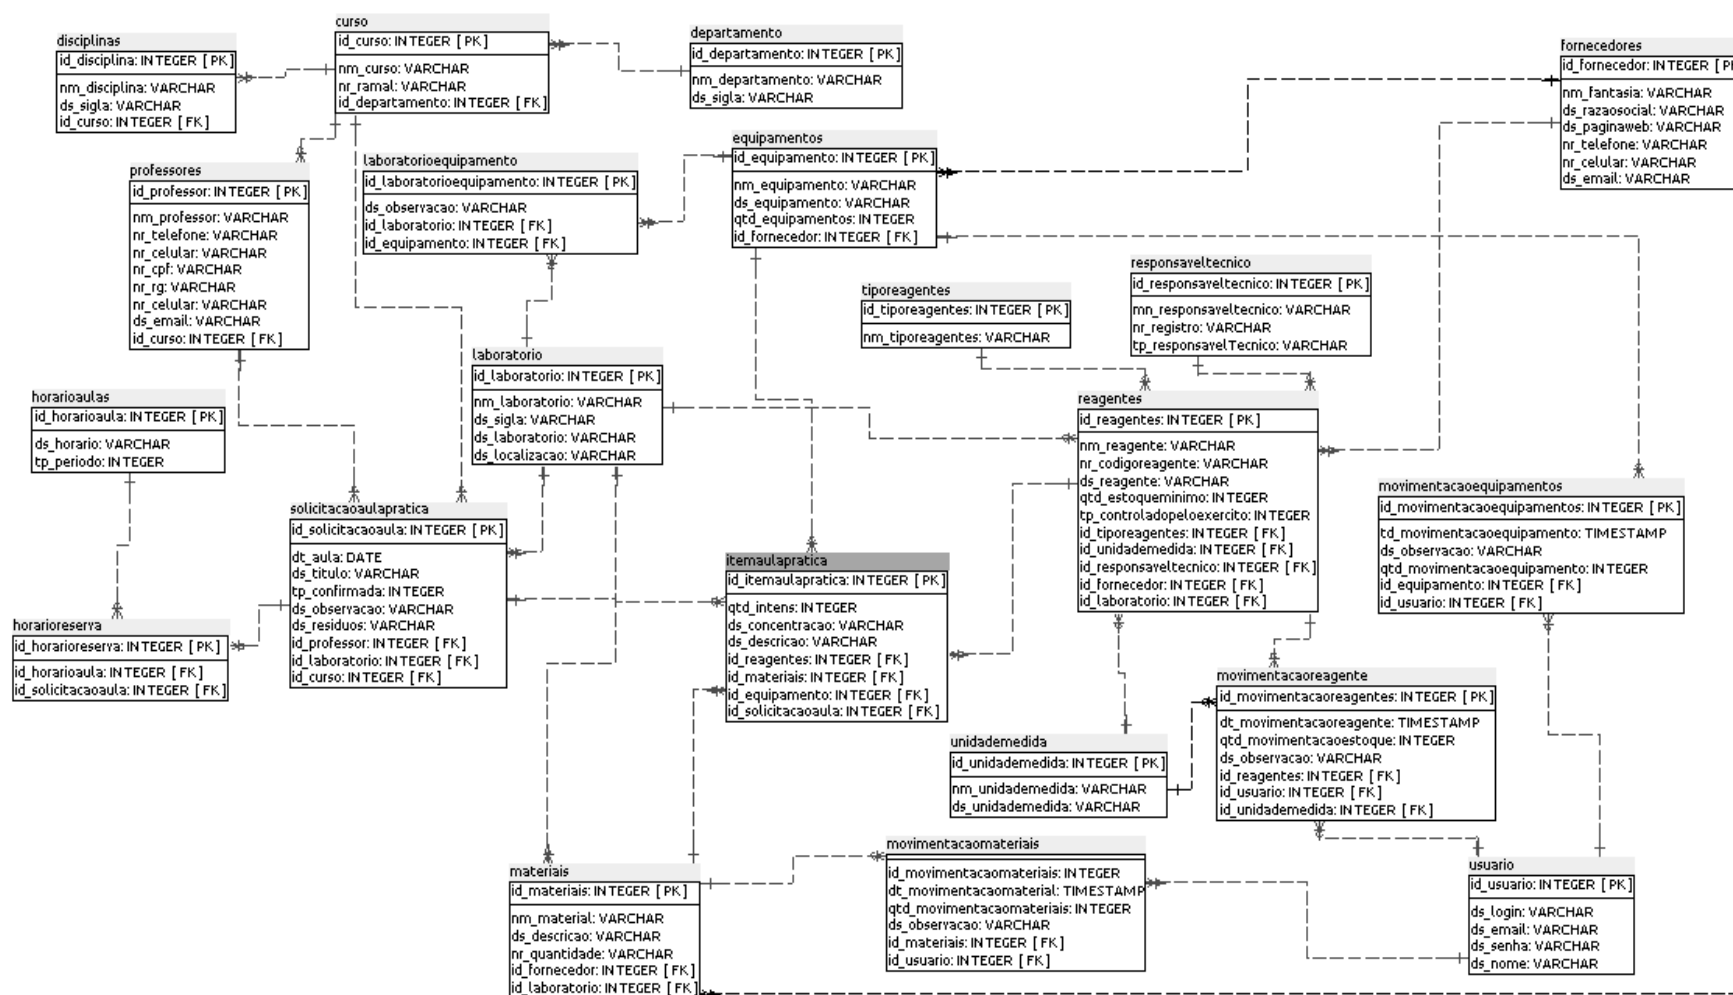 curso
id_curso: INTEGER [ PK ]
nm_curso: VARCHAR
nr_ramal: VARCHAR
id_departamento: INTEGER [ FK ]
disciplinas
id_disciplina: INTEGER [ PK ]
nm_disciplina: VARCHAR
ds_sigla: VARCHAR
id_curso: INTEGER [ FK ]
departamento
id_departamento: INTEGER [ PK ]
nm_departamento: VARCHAR
ds_sigla: VARCHAR
fornecedores
id_fornecedor: INTEGER [ PK
nm_fantasia: VARCHAR
ds_razaosocial: VARCHAR
ds_paginaweb: VARCHAR
nr_telefone: VARCHAR
nr_celular: VARCHAR
ds_email: VARCHAR
equipamentos
id_equipamento: INTEGER [ PK ]
nm_equipamento: VARCHAR
ds_equipamento: VARCHAR
qtd_equipamentos: INTEGER
id_fornecedor: INTEGER [ FK ]
laboratorioequipamento
id_laboratorioequipamento: INTEGER [ PK ]
ds_observacao: VARCHAR
id_laboratorio: INTEGER [ FK ]
id_equipamento: INTEGER [ FK ]
professores
id_professor: INTEGER [ PK ]
nm_professor: VARCHAR
nr_telefone: VARCHAR
nr_celular: VARCHAR
nr_cpf: VARCHAR
nr_rg: VARCHAR
nr_celular: VARCHAR
ds_email: VARCHAR
id_curso: INTEGER [ FK ]
responsaveltecnico
id_responsaveltecnico: INTEGER [ PK ]
mn_responsaveltecnico: VARCHAR
nr_registro: VARCHAR
tp_responsavelTecnico: VARCHAR
tiporeagentes
id_tiporeagentes: INTEGER [ PK ]
nm_tiporeagentes: VARCHAR
laboratorio
id_laboratorio: INTEGER [ PK ]
nm_laboratorio: VARCHAR
ds_sigla: VARCHAR
ds_laboratorio: VARCHAR
ds_localizacao: VARCHAR
horarioaulas
id_horarioaula: INTEGER [ PK ]
ds_horario: VARCHAR
tp_periodo: INTEGER
reagentes
id_reagentes: INTEGER [ PK ]
nm_reagente: VARCHAR
nr_codigoreagente: VARCHAR
ds_reagente: VARCHAR
qtd_estoqueminimo: INTEGER
tp_controladopeloexercito: INTEGER
id_tiporeagentes: INTEGER [ FK ]
id_unidademedida: INTEGER [ FK ]
id_responsaveltecnico: INTEGER [ FK ]
id_fornecedor: INTEGER [ FK ]
id_laboratorio: INTEGER [ FK ]
movimentacaoequipamentos
id_movimentacaoequipamentos: INTEGER [ PK ]
td_movimentacaoequipamento: TIMESTAMP
ds_observacao: VARCHAR
qtd_movimentacaoequipamento: INTEGER
id_equipamento: INTEGER [ FK ]
id_usuario: INTEGER [ FK ]
solicitacaoaulapratica
id_solicitacaoaula: INTEGER [ PK ]
dt_aula: DATE
ds_titulo: VARCHAR
tp_confirmada: INTEGER
ds_observacao: VARCHAR
ds_residuos: VARCHAR
id_professor: INTEGER [ FK ]
id_laboratorio: INTEGER [ FK ]
id_curso: INTEGER [ FK ]
itemaulapratica
id_itemaulapratica: INTEGER [ PK ]
qtd_intens: INTEGER
ds_concentracao: VARCHAR
ds_descricao: VARCHAR
id_reagentes: INTEGER [ FK ]
id_materiais: INTEGER [ FK ]
id_equipamento: INTEGER [ FK ]
id_solicitacaoaula: INTEGER [ FK ]
horarioreserva
id_horarioreserva: INTEGER [ PK ]
id_horarioaula: INTEGER [ FK ]
id_solicitacaoaula: INTEGER [ FK ]
movimentacaoreagente
id_movimentacaoreagentes: INTEGER [ PK ]
dt_movimentacaoreagente: TIMESTAMP
qtd_movimentacaoestoque: INTEGER
ds_observacao: VARCHAR
id_reagentes: INTEGER [ FK ]
id_usuario: INTEGER [ FK ]
id_unidademedida: INTEGER [ FK ]
unidademedida
id_unidademedida: INTEGER [ PK ]
nm_unidademedida: VARCHAR
ds_unidademedida: VARCHAR
movimentacaomateriais
id_movimentacaomateriais: INTEGER
dt_movimentacaomaterial: TIMESTAMP
qtd_movimentacaomateriais: INTEGER
ds_observacao: VARCHAR
id_materiais: INTEGER [ FK ]
id_usuario: INTEGER [ FK ]
usuario
id_usuario: INTEGER [ PK ]
ds_login: VARCHAR
ds_email: VARCHAR
ds_senha: VARCHAR
ds_nome: VARCHAR
materiais
id_materiais: INTEGER [ PK ]
nm_material: VARCHAR
ds_descricao: VARCHAR
nr_quantidade: VARCHAR
id_fornecedor: INTEGER [ FK ]
id_laboratorio: INTEGER [ FK ]